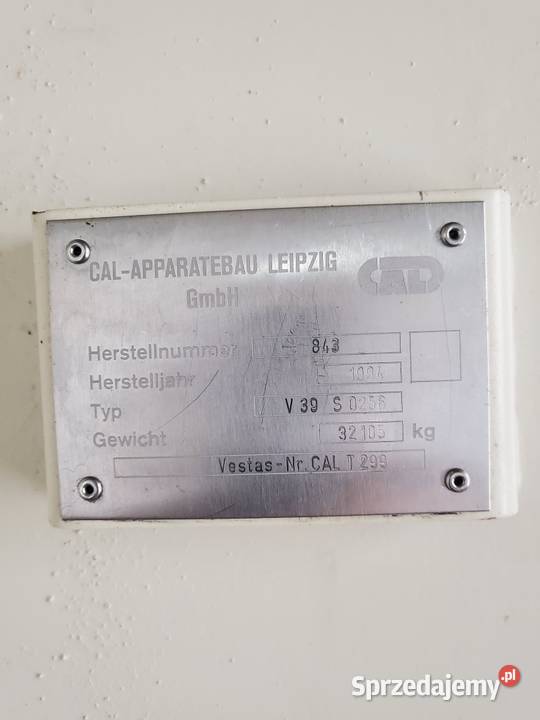 CAL-APPARATEBAU LEIPZIG
GmbH
CAL
Herstellnummer 843
Herstelljahr
Typ V 39 S 0256
Gewicht 32105 kg
Vestas-Nr. CAL T 299
Sprzedajemy.pl